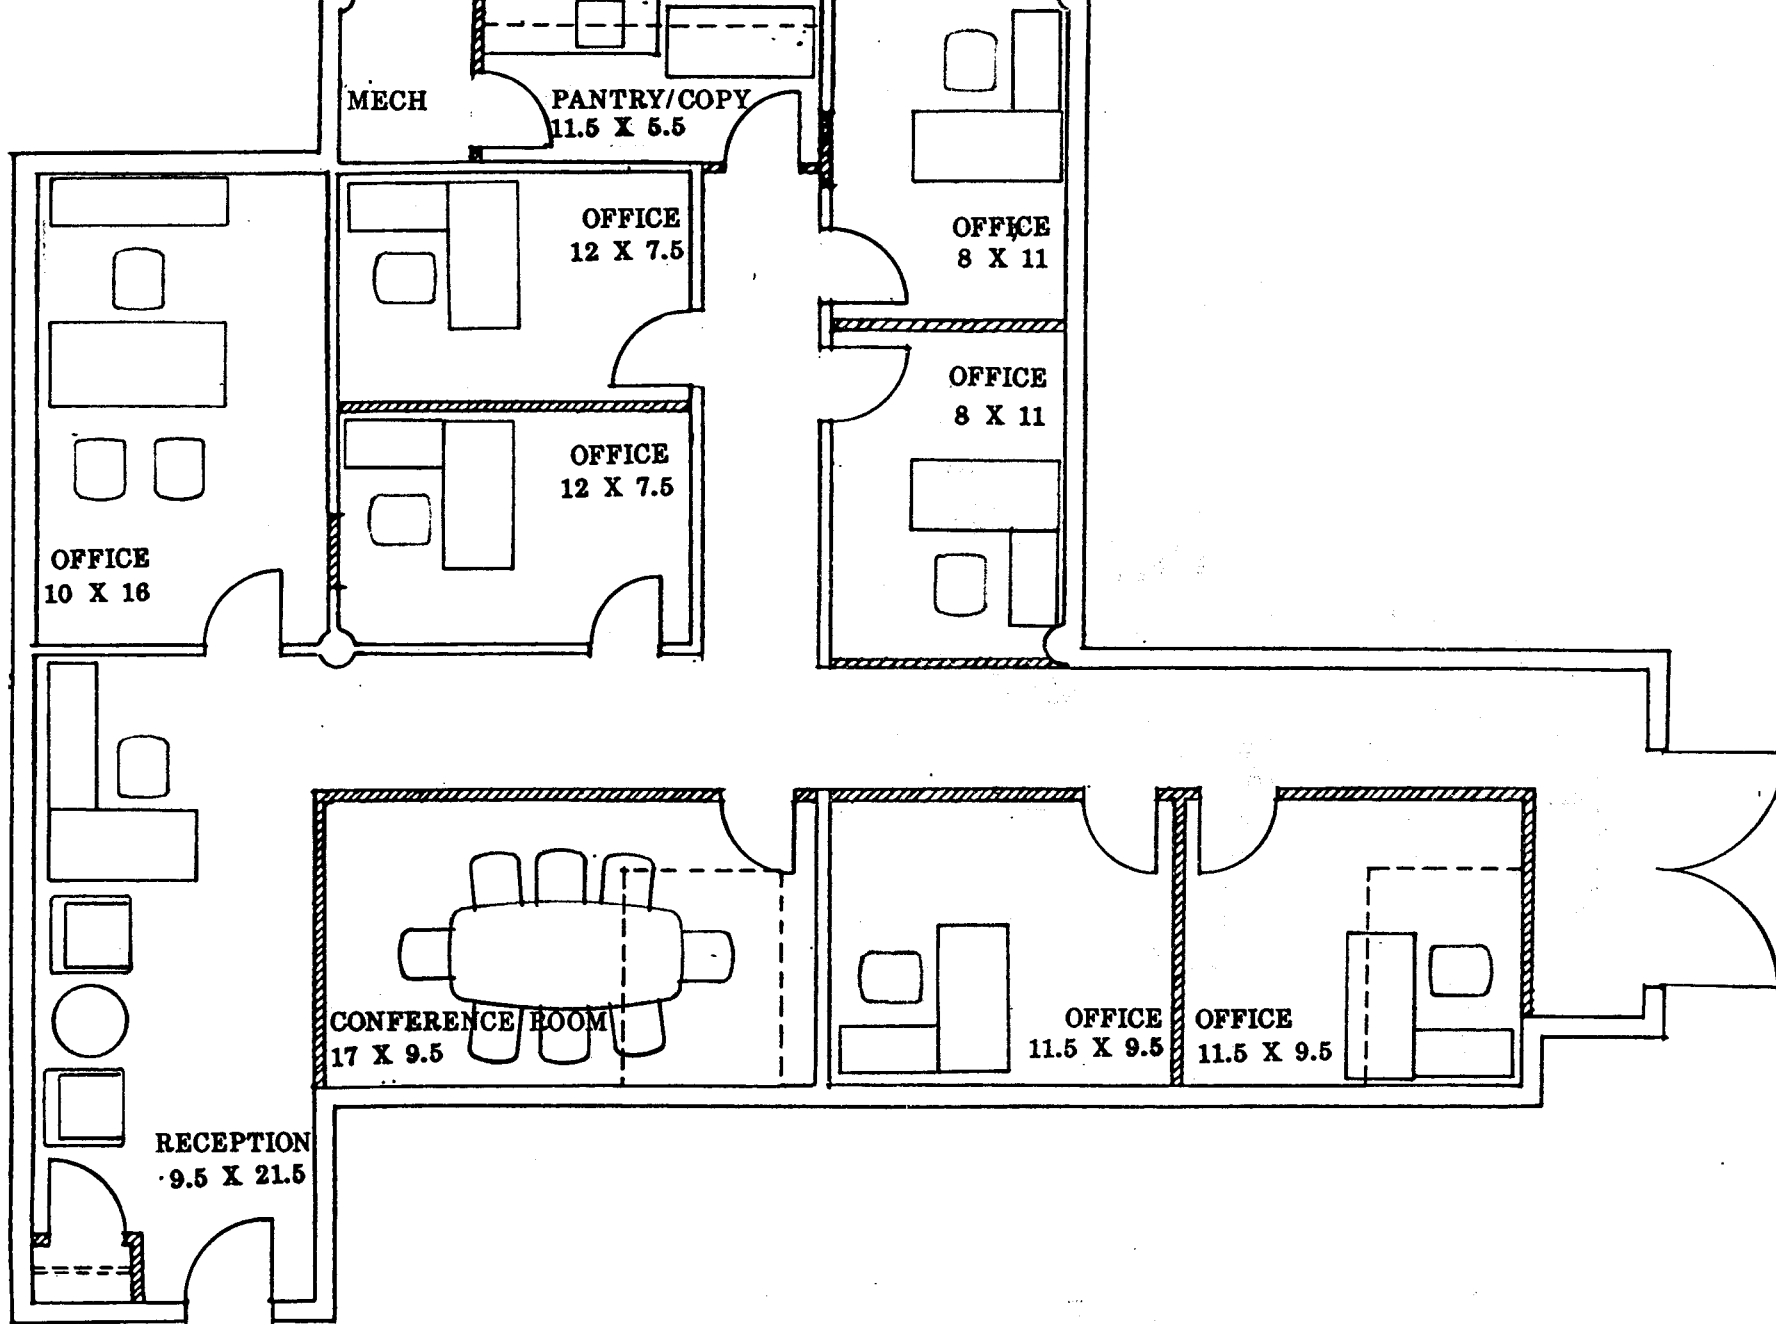 MECH
PANTRY/COPY
11.5 X 5.5
OFFICE
12 X 7.5
OFFICE
8 X 11
OFFICE
8 X 11
OFFICE
12 X 7.5
OFFICE
10 X 16
CONFERENCE ROOM
17 X 9.5
OFFICE
11.5 X 9.5
OFFICE
11.5 X 9.5
RECEPTION
9.5 X 21.5